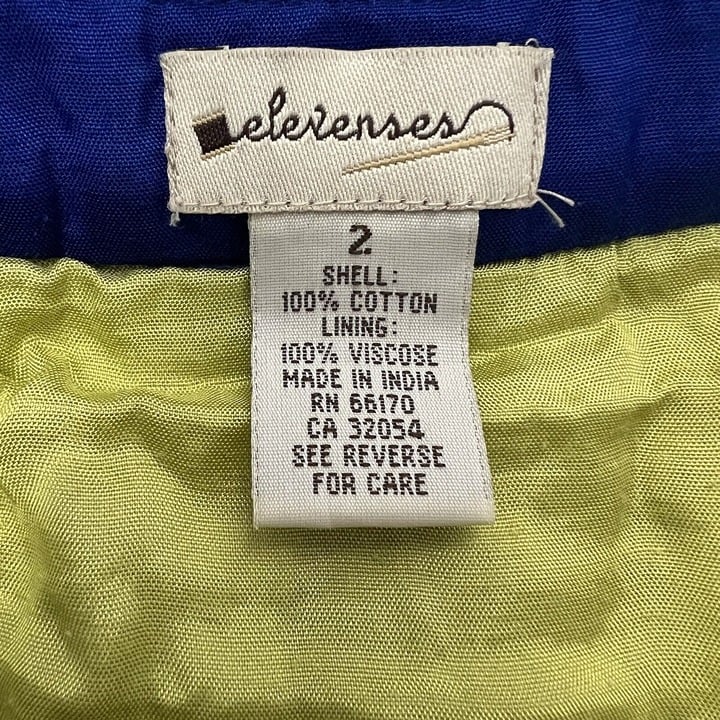 elevenses
2
SHELL:
100% COTTON
LINING:
100% VISCOSE
MADE IN INDIA
RN 66170
CA 32054
SEE REVERSE
FOR CARE